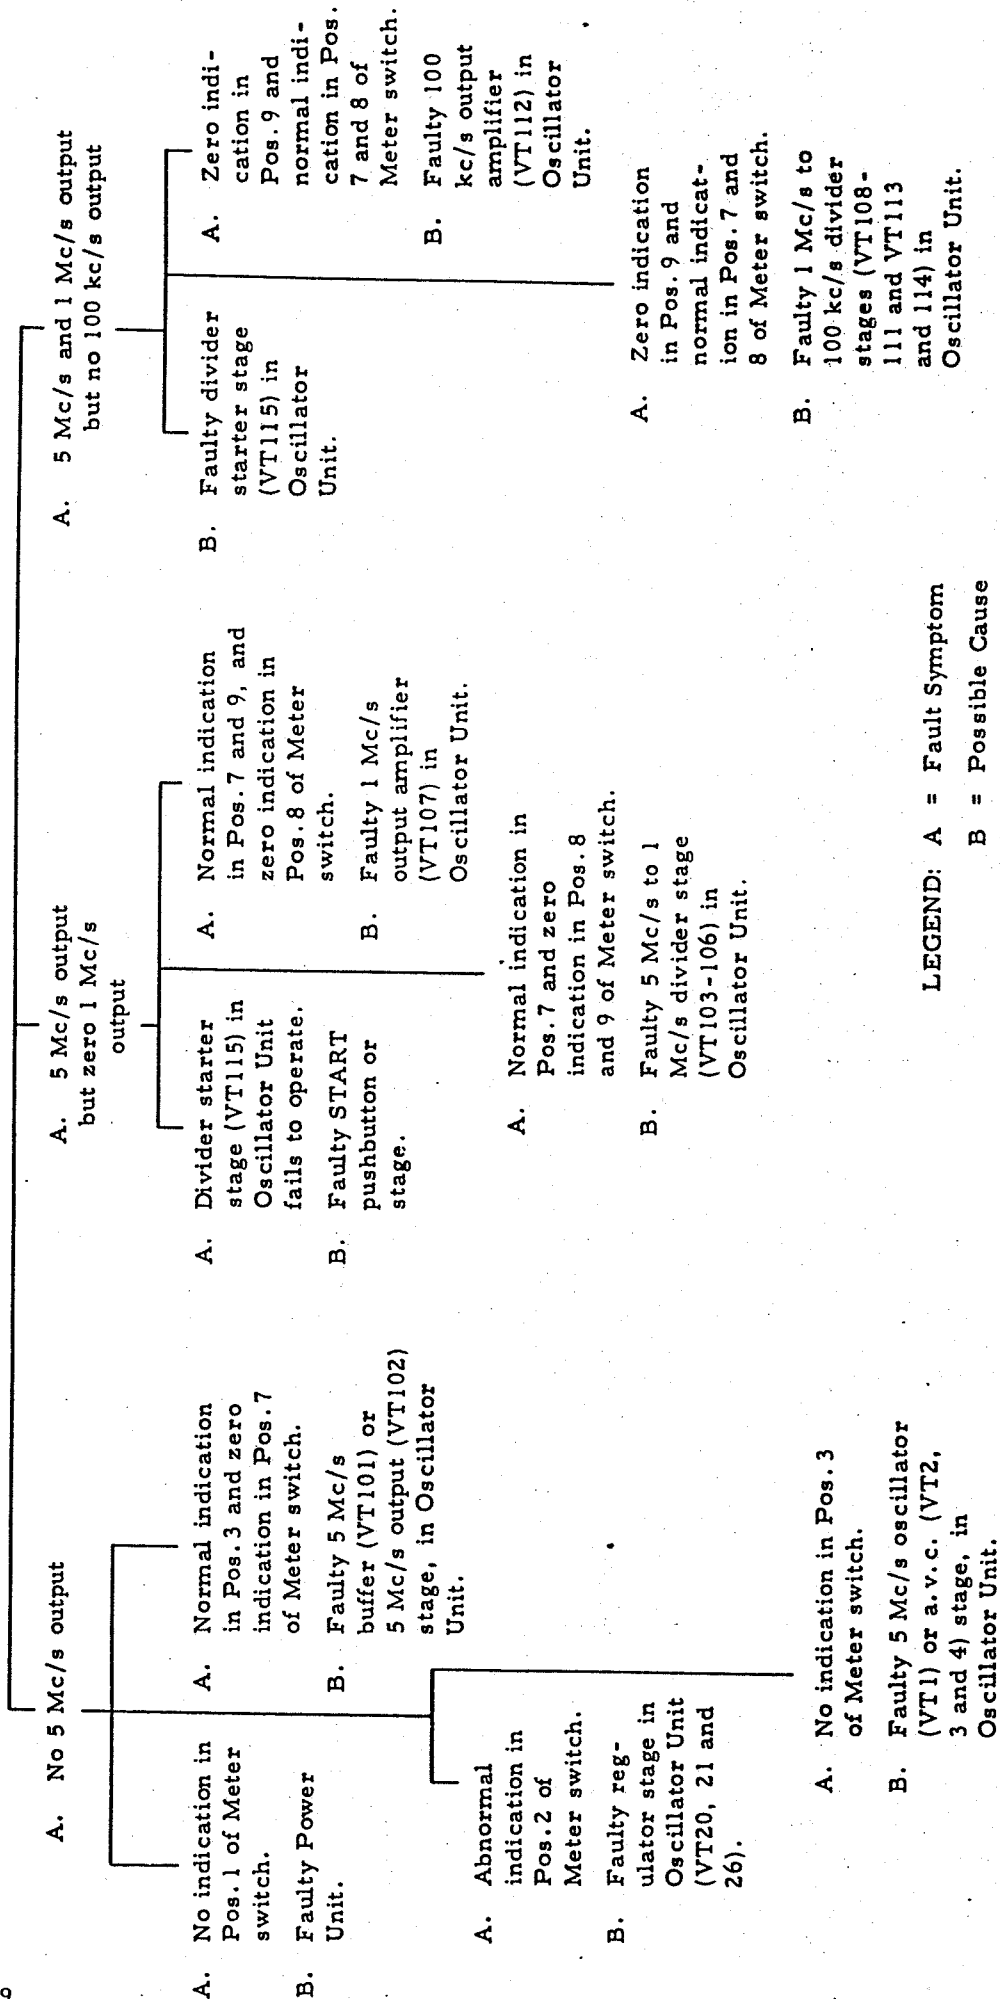 A. No 5 Mc/s output
A. No indication in
Pos. 1 of Meter
switch.
B. Faulty Power
Unit.
A. Normal indication
in Pos. 3 and zero
indication in Pos. 7
of Meter switch.
B. Faulty 5 Mc/s
buffer (VT101) or
5 Mc/s output (VT102)
stage, in Oscillator
Unit.
A. Abnormal
indication in
Pos. 2 of
Meter switch.
B. Faulty reg-
ulator stage in
Oscillator Unit
(VT20, 21 and
26).
A. No indication in Pos. 3
of Meter switch.
B. Faulty 5 Mc/s oscillator
(VT1) or a.v.c. (VT2,
3 and 4) stage, in
Oscillator Unit.
A. 5 Mc/s output
but zero 1 Mc/s
output
A. Divider starter
stage (VT115) in
Oscillator Unit
fails to operate.
B. Faulty START
pushbutton or
stage.
A. Normal indication
in Pos. 7 and 9, and
zero indication in
Pos. 8 of Meter
switch.
B. Faulty 1 Mc/s
output amplifier
(VT107) in
Oscillator Unit.
A. Normal indication in
Pos. 7 and zero
indication in Pos. 8
and 9 of Meter switch.
B. Faulty 5 Mc/s to 1
Mc/s divider stage
(VT103-106) in
Oscillator Unit.
A. 5 Mc/s and 1 Mc/s output
but no 100 kc/s output
B. Faulty divider
starter stage
(VT115) in
Oscillator
Unit.
A. Zero indi-
cation in
Pos. 9 and
normal indi-
cation in Pos.
7 and 8 of
Meter switch.
B. Faulty 100
kc/s output
amplifier
(VT112) in
Oscillator
Unit.
A. Zero indication
in Pos. 9 and
normal indicat-
ion in Pos. 7 and
8 of Meter switch.
B. Faulty 1 Mc/s to
100 kc/s divider
stages (VT108-
111 and VT113
and 114) in
Oscillator Unit.
LEGEND: A = Fault Symptom
B = Possible Cause